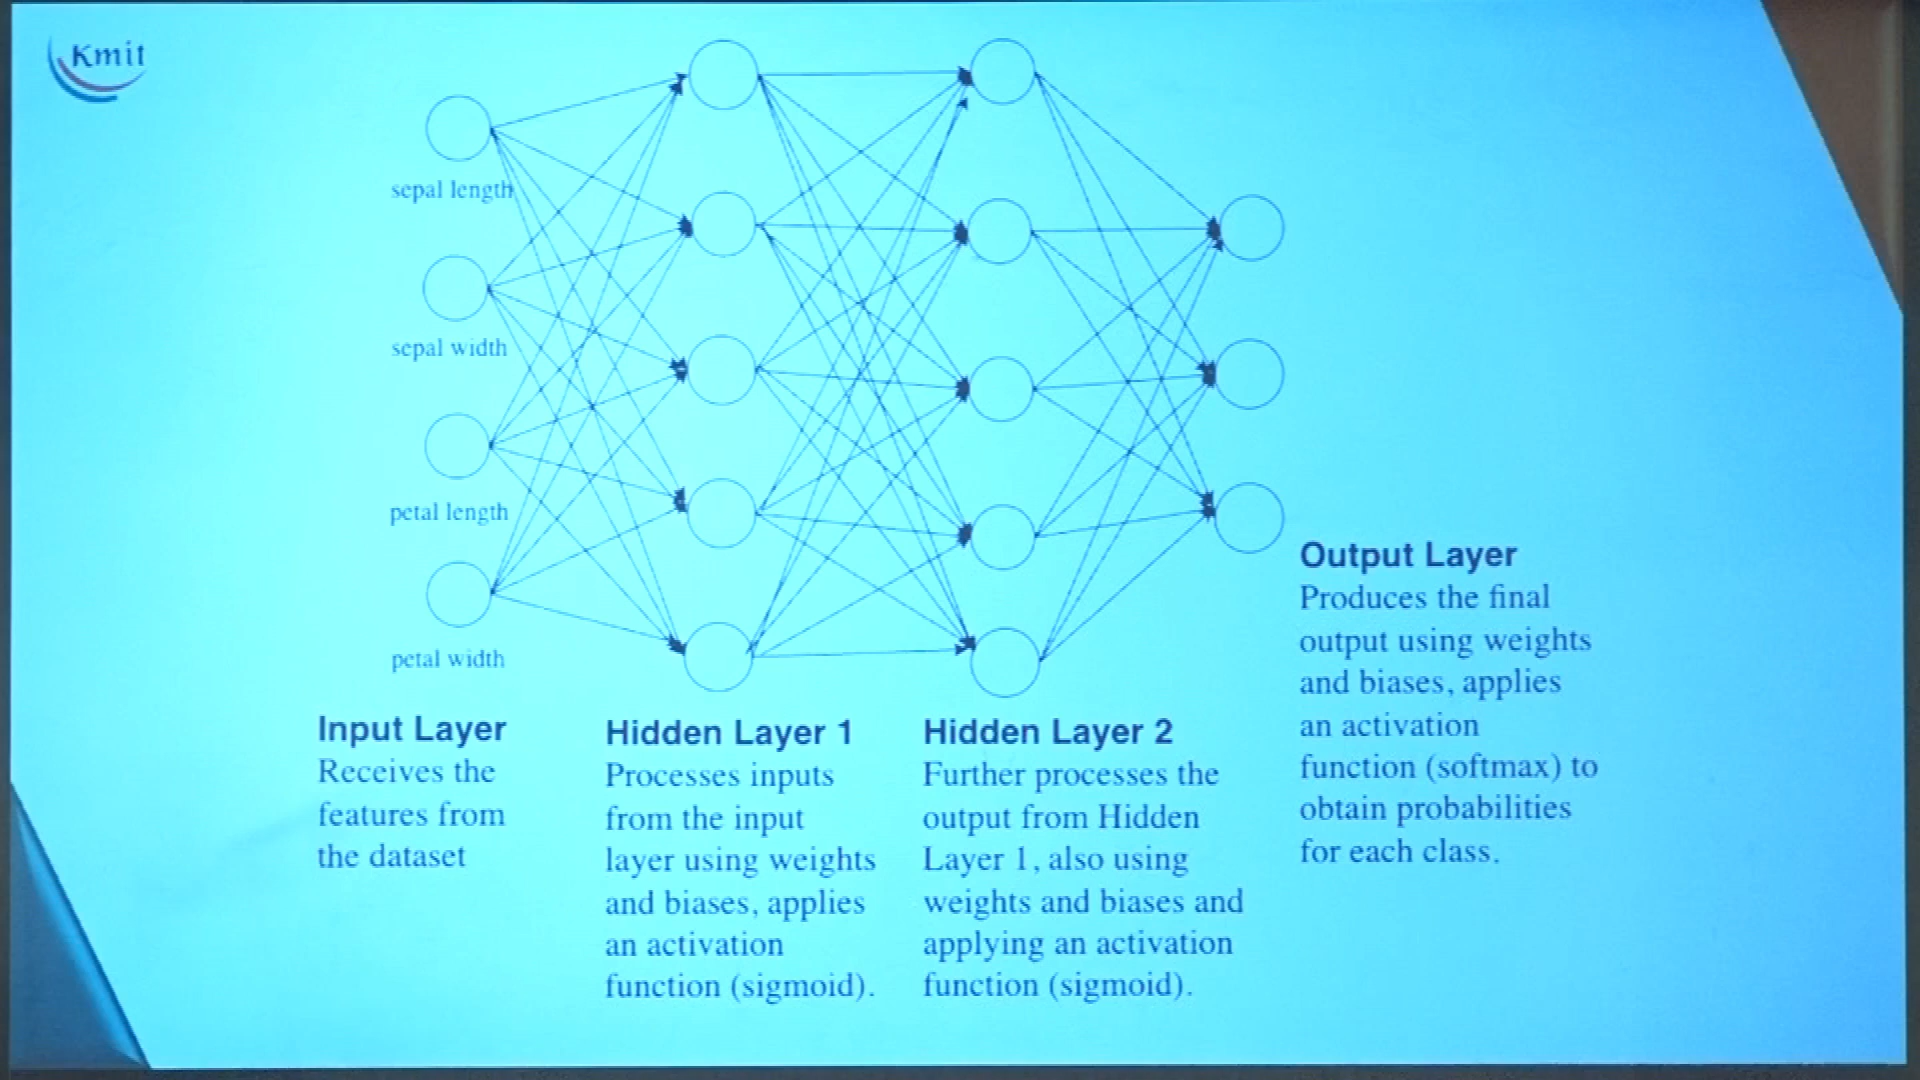 Kmit
sepal length
sepal width
petal length
petal width
Input Layer
Receives the
features from
the dataset
Hidden Layer 1
Processes inputs
from the input
layer using weights
and biases, applies
an activation
function (sigmoid).
Hidden Layer 2
Further processes the
output from Hidden
Layer 1, also using
weights and biases and
applying an activation
function (sigmoid).
Output Layer
Produces the final
output using weights
and biases, applies
an activation
function (softmax) to
obtain probabilities
for each class.